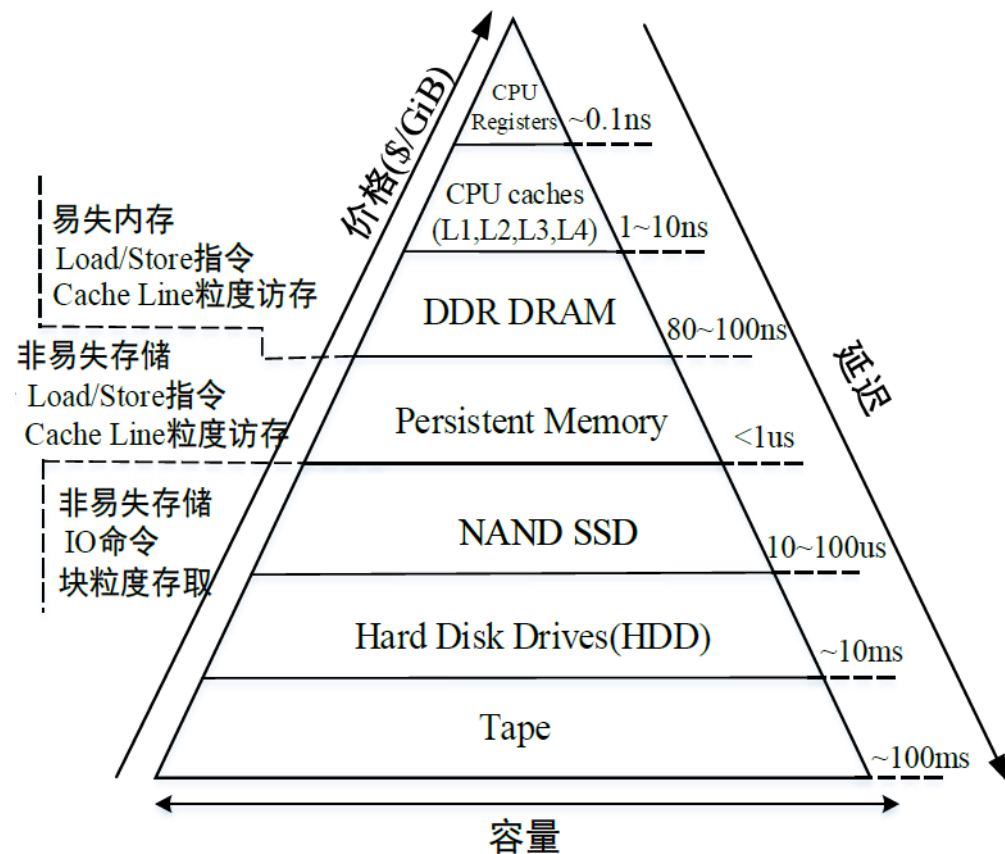 价格($/GiB)
CPU
Registers
~0.1ns
CPU caches
(L1,L2,L3,L4)
1~10ns
易失内存
Load/Store指令
Cache Line粒度访存
DDR DRAM
80~100ns
延迟
非易失存储
Load/Store指令
Cache Line粒度访存
Persistent Memory
<1us
非易失存储
IO命令
块粒度存取
NAND SSD
10~100us
Hard Disk Drives(HDD)
~10ms
Tape
~100ms
容量